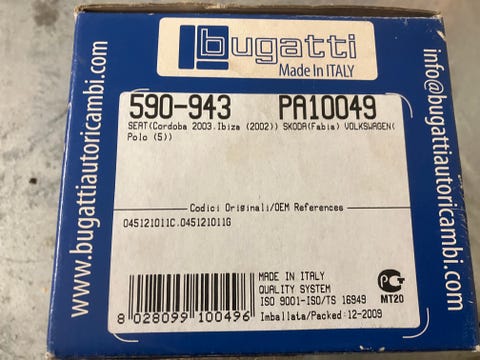 bugatti
Made in ITALY
www.bugattiautoricambi.com
info@bugattiautoricambi.com
590-943 PA10049
SEAT(Cordoba 2003.Ibiza (2002)) SKODA(Fabia) VOLKSWAGEN(
Polo (5))
Codici Originali/OEM References
045121011C.045121011G
MADE IN ITALY
QUALITY SYSTEM
ISO 9001-ISO/TS 16949
Imballata/Packed 12-2009
8 028099 100496
MT20